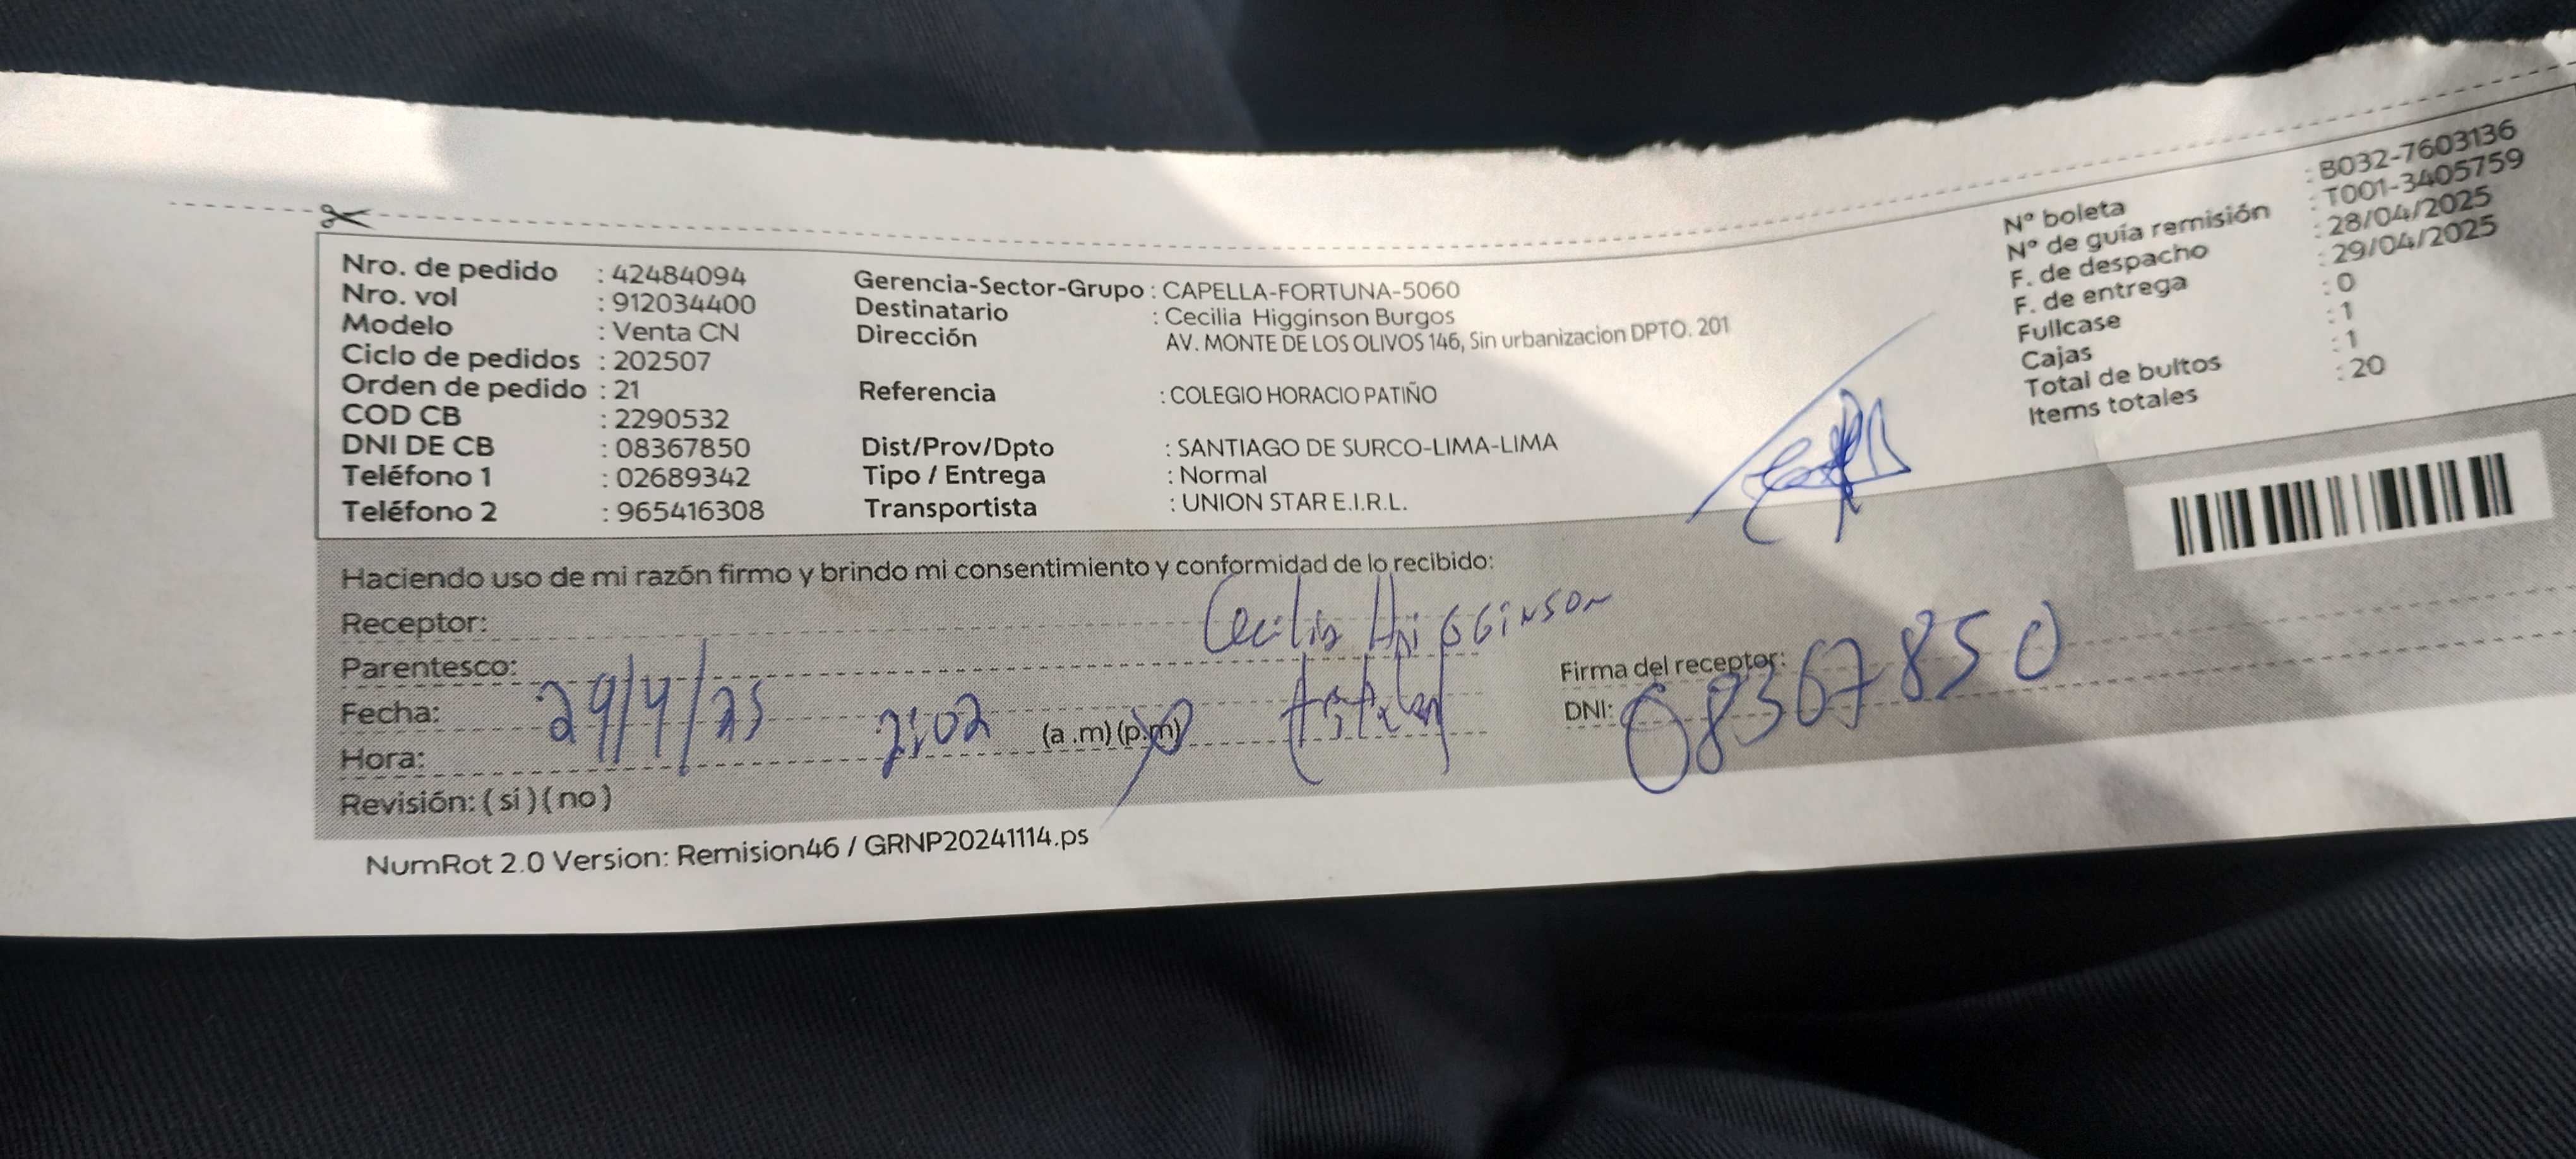 Nro. de pedido : 42484094
Nro. vol : 912034400
Modelo : Venta CN
Ciclo de pedidos : 202507
Orden de pedido : 21
COD CB : 2290532
DNI DE CB : 08367850
Teléfono 1 : 02689342
Teléfono 2 : 965416308
Gerencia-Sector-Grupo : CAPELLA-FORTUNA-5060
Destinatario : Cecilia Higginson Burgos
Dirección AV. MONTE DE LOS OLIVOS 146, Sin urbanizacion DPTO. 201
Referencia : COLEGIO HORACIO PATIÑO
Dist/Prov/Dpto : SANTIAGO DE SURCO-LIMA-LIMA
Tipo / Entrega : Normal
Transportista : UNION STAR E.I.R.L.
N° boleta : B032-7603136
N° de guía remisión : T001-3405759
F. de despacho : 28/04/2025
F. de entrega : 29/04/2025
Fullcase : 0
Cajas : 1
Total de bultos : 1
Items totales : 20
Haciendo uso de mi razón firmo y brindo mi consentimiento y conformidad de lo recibido:
Receptor: Cecilia Higginson
Parentesco:
Fecha: 29/4/25
Hora: 2:02 (a .m) (p.m)
Revisión: ( si ) ( no )
Firma del receptor:
DNI: 08367850
NumRot 2.0 Version: Remision46 / GRNP20241114.ps